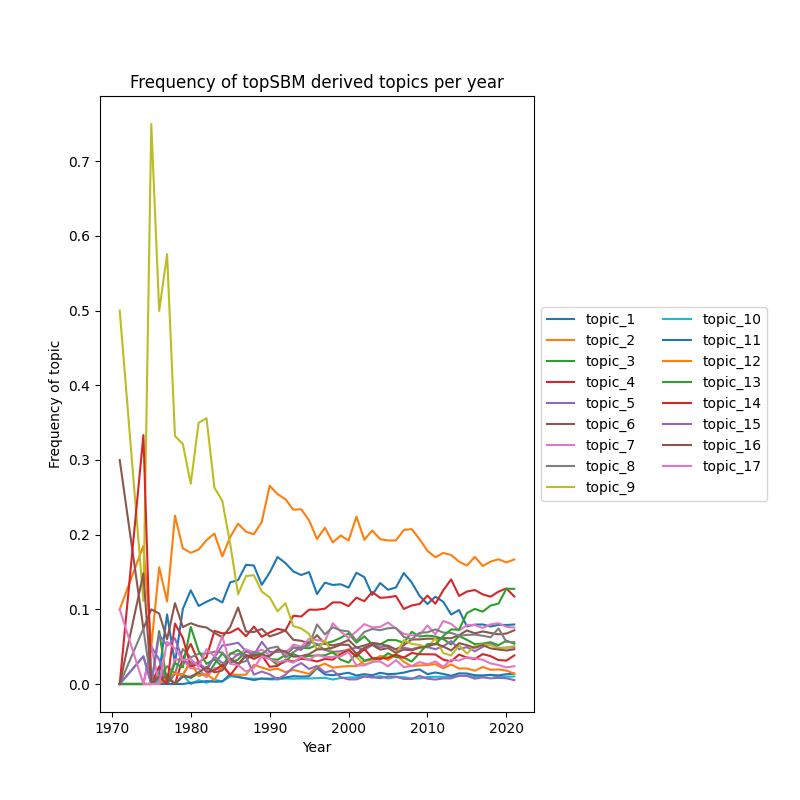 Frequency of topSBM derived topics per year
Frequency of topic
0.7
0.6
0.5
0.4
0.3
0.2
0.1
0.0
1970 1980 1990 2000 2010 2020
Year
topic_1 topic_10
topic_2 topic_11
topic_3 topic_12
topic_4 topic_13
topic_5 topic_14
topic_6 topic_15
topic_7 topic_16
topic_8 topic_17
topic_9